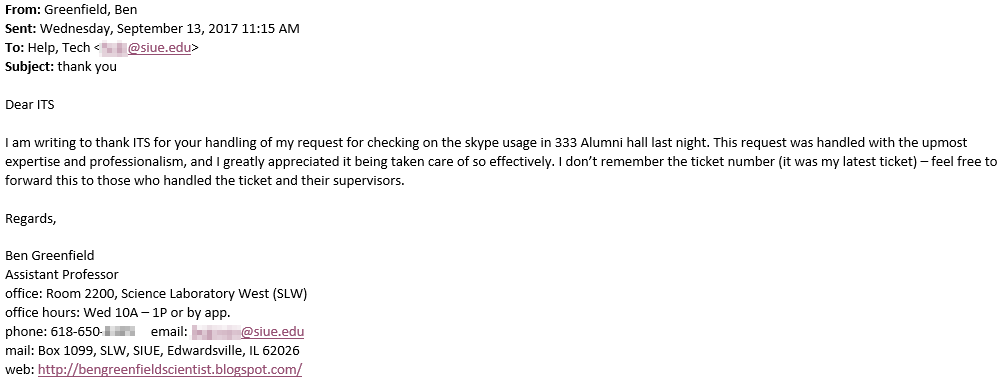 From: Greenfield, Ben
Sent: Wednesday, September 13, 2017 11:15 AM
To: Help, Tech < @siue.edu>
Subject: thank you
Dear ITS
I am writing to thank ITS for your handling of my request for checking on the skype usage in 333 Alumni hall last night. This request was handled with the upmost
expertise and professionalism, and I greatly appreciated it being taken care of so effectively. I don’t remember the ticket number (it was my latest ticket) – feel free to
forward this to those who handled the ticket and their supervisors.
Regards,
Ben Greenfield
Assistant Professor
office: Room 2200, Science Laboratory West (SLW)
office hours: Wed 10A – 1P or by app.
phone: 618-650- email: @siue.edu
mail: Box 1099, SLW, SIUE, Edwardsville, IL 62026
web: http://bengreenfieldscientist.blogspot.com/